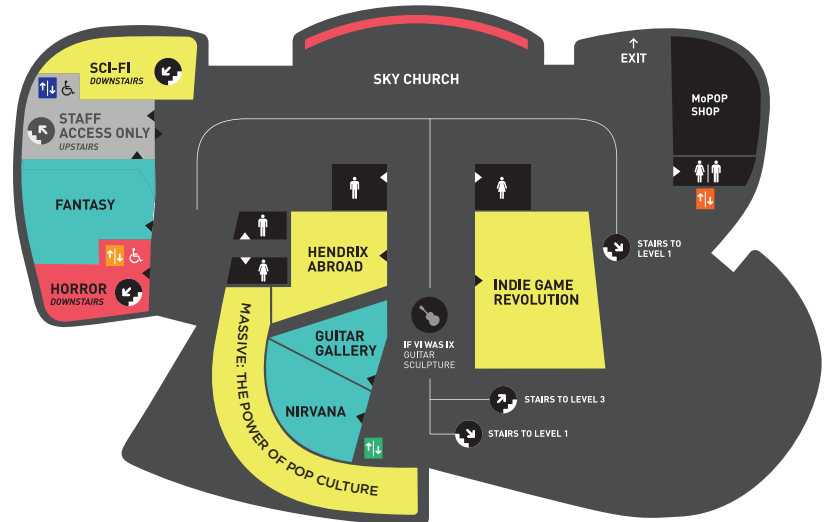 SCI-FI
DOWNSTAIRS
STAFF
ACCESS ONLY
UPSTAIRS
FANTASY
HORROR
DOWNSTAIRS
SKY CHURCH
↑
EXIT
MoPOP
SHOP
STAIRS TO
LEVEL 1
HENDRIX
ABROAD
INDIE GAME
REVOLUTION
GUITAR
GALLERY
IF VI WAS IX
GUITAR
SCULPTURE
NIRVANA
MASSIVE: THE POWER OF POP CULTURE
STAIRS TO LEVEL 3
STAIRS TO LEVEL 1